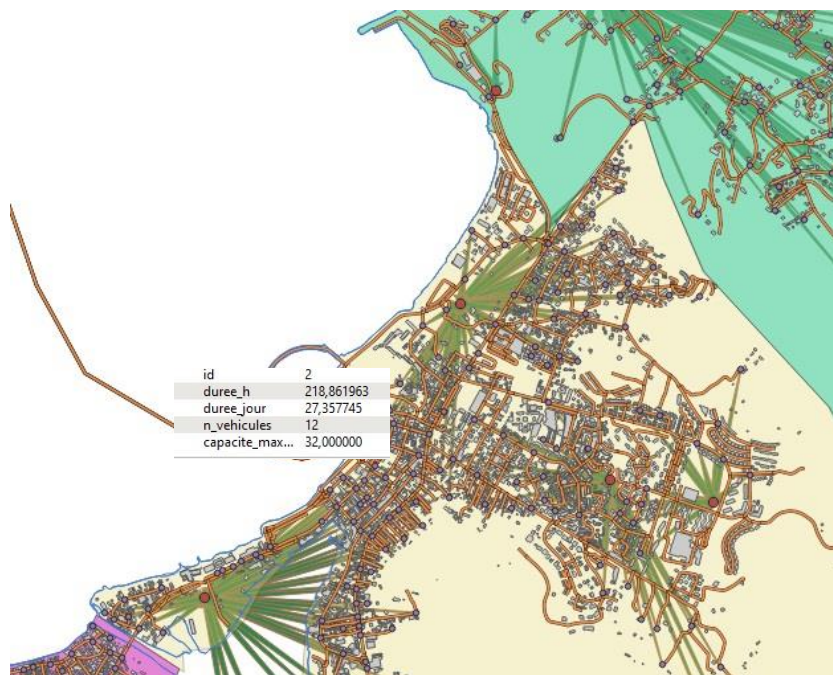 id 2
duree_h 218,861963
duree_jour 27,357745
n_vehicules 12
capacite_max... 32,000000